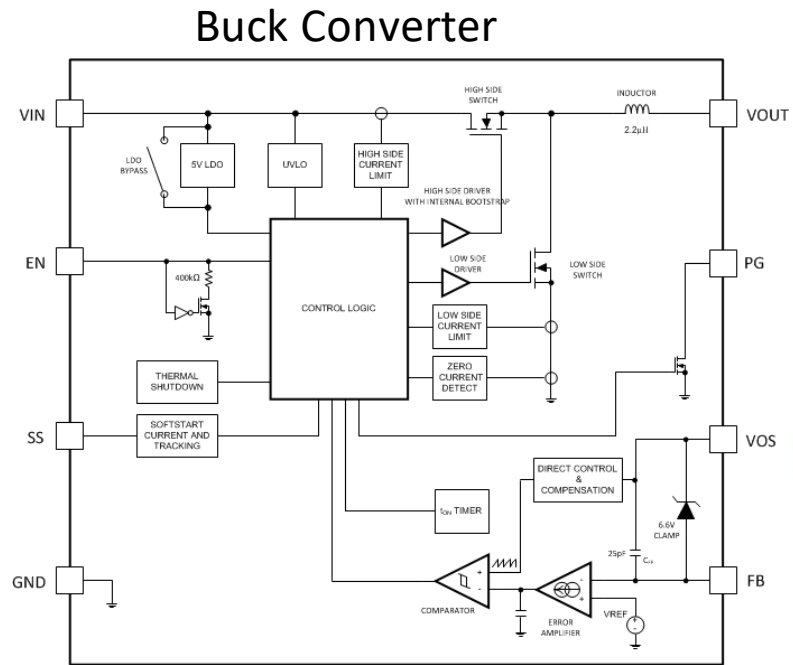 Buck Converter
VIN
HIGH SIDE
SWITCH
INDUCTOR
2.2µH
VOUT
LDO
BYPASS
5V LDO
UVLO
HIGH SIDE
CURRENT
LIMIT
HIGH SIDE DRIVER
WITH INTERNAL BOOTSTRAP
EN
400kΩ
LOW SIDE
DRIVER
LOW SIDE
SWITCH
PG
CONTROL LOGIC
LOW SIDE
CURRENT
LIMIT
ZERO
CURRENT
DETECT
THERMAL
SHUTDOWN
SS
SOFTSTART
CURRENT AND
TRACKING
VOS
DIRECT CONTROL
&
COMPENSATION
tON TIMER
6.6V
CLAMP
25pF
GND
+
-
COMPARATOR
-
+
ERROR
AMPLIFIER
VREF
+
-
FB